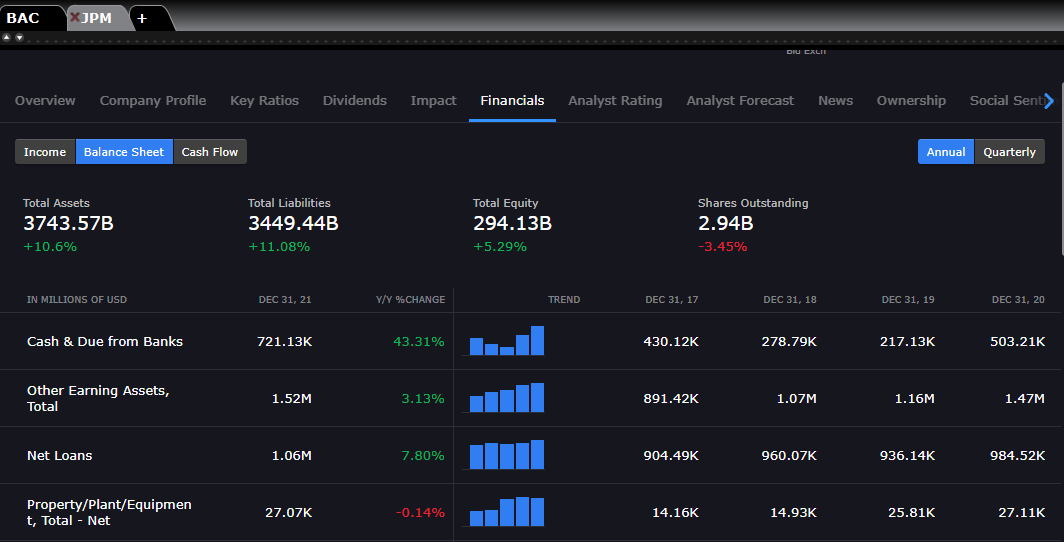 BAC
JPM
+
Bid Exch
Overview Company Profile Key Ratios Dividends Impact Financials Analyst Rating Analyst Forecast News Ownership Social Senti
Income Balance Sheet Cash Flow Annual Quarterly
Total Assets Total Liabilities Total Equity Shares Outstanding
3743.57B 3449.44B 294.13B 2.94B
+10.6% +11.08% +5.29% -3.45%
IN MILLIONS OF USD DEC 31, 21 Y/Y %CHANGE TREND DEC 31, 17 DEC 31, 18 DEC 31, 19 DEC 31, 20
Cash & Due from Banks 721.13K 43.31% 430.12K 278.79K 217.13K 503.21K
Other Earning Assets,
Total 1.52M 3.13% 891.42K 1.07M 1.16M 1.47M
Net Loans 1.06M 7.80% 904.49K 960.07K 936.14K 984.52K
Property/Plant/Equipmen
t, Total - Net 27.07K -0.14% 14.16K 14.93K 25.81K 27.11K